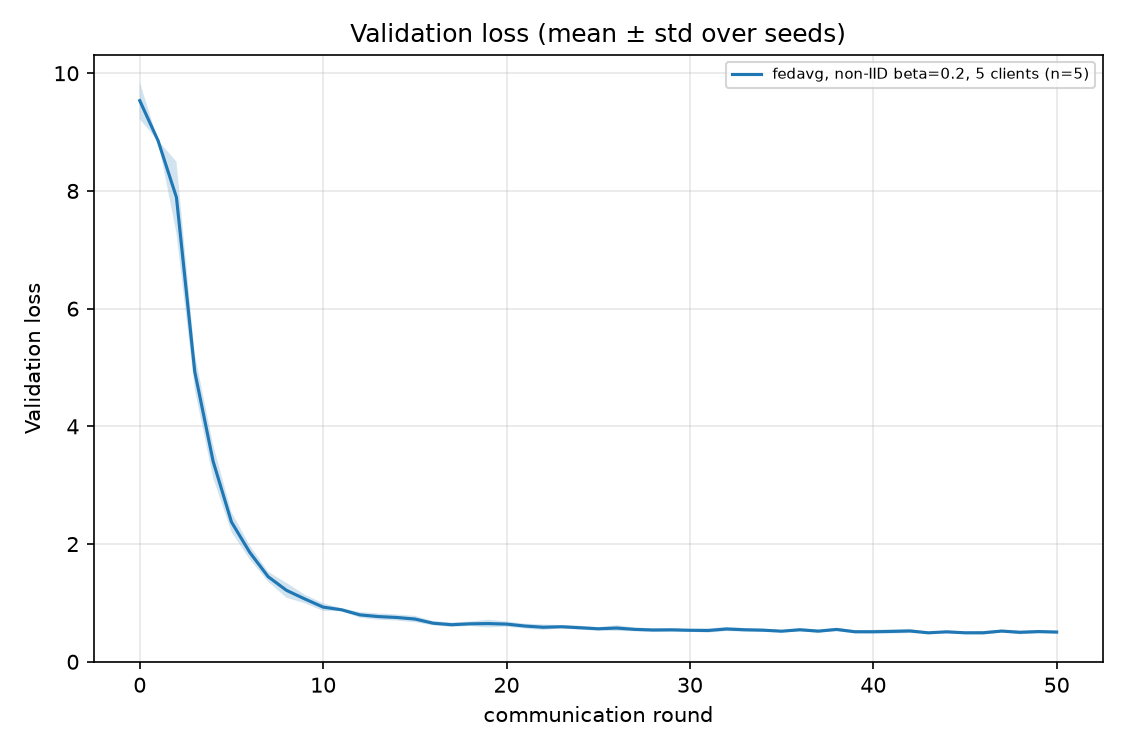 Validation loss (mean ± std over seeds)
fedavg, non-IID beta=0.2, 5 clients (n=5)
Validation loss
10
8
6
4
2
0
0 10 20 30 40 50
communication round